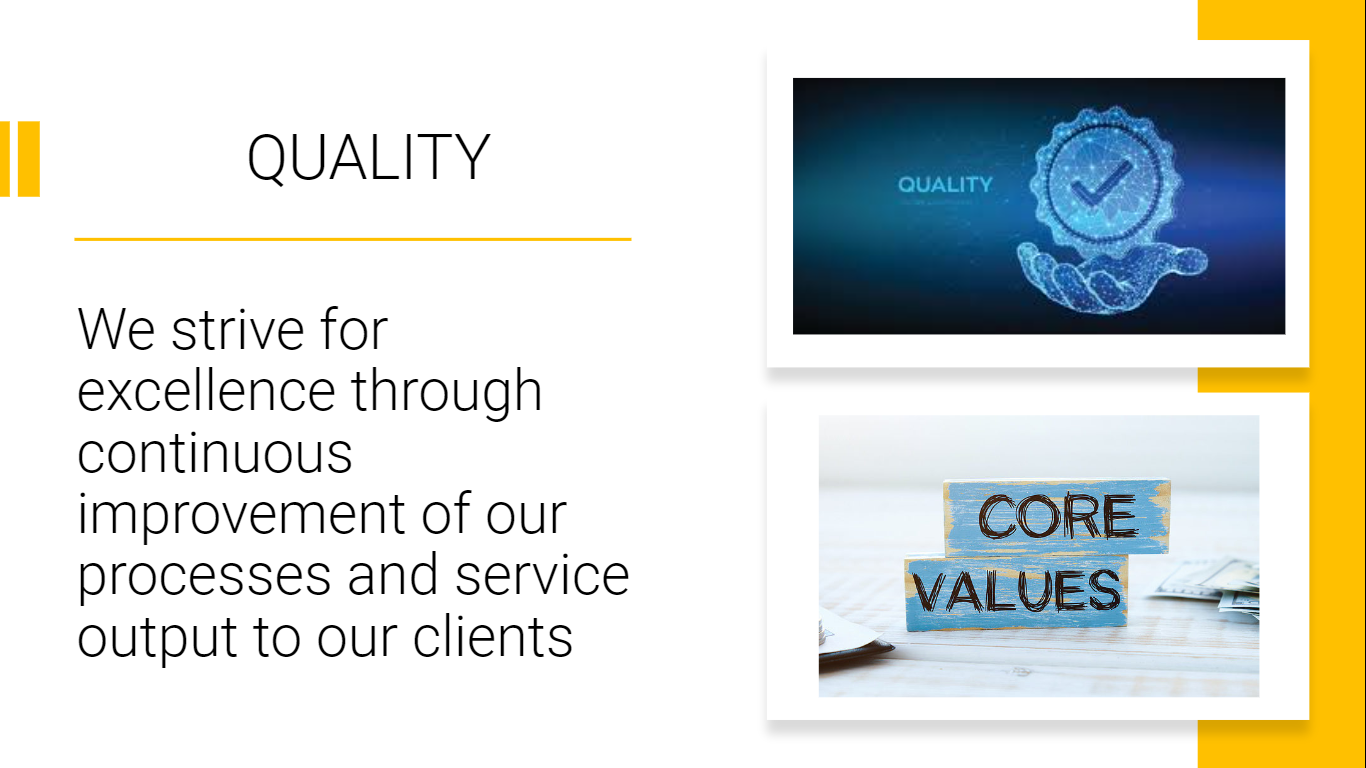 QUALITY
We strive for
excellence through
continuous
improvement of our
processes and service
output to our clients
QUALITY
CORE
VALUES